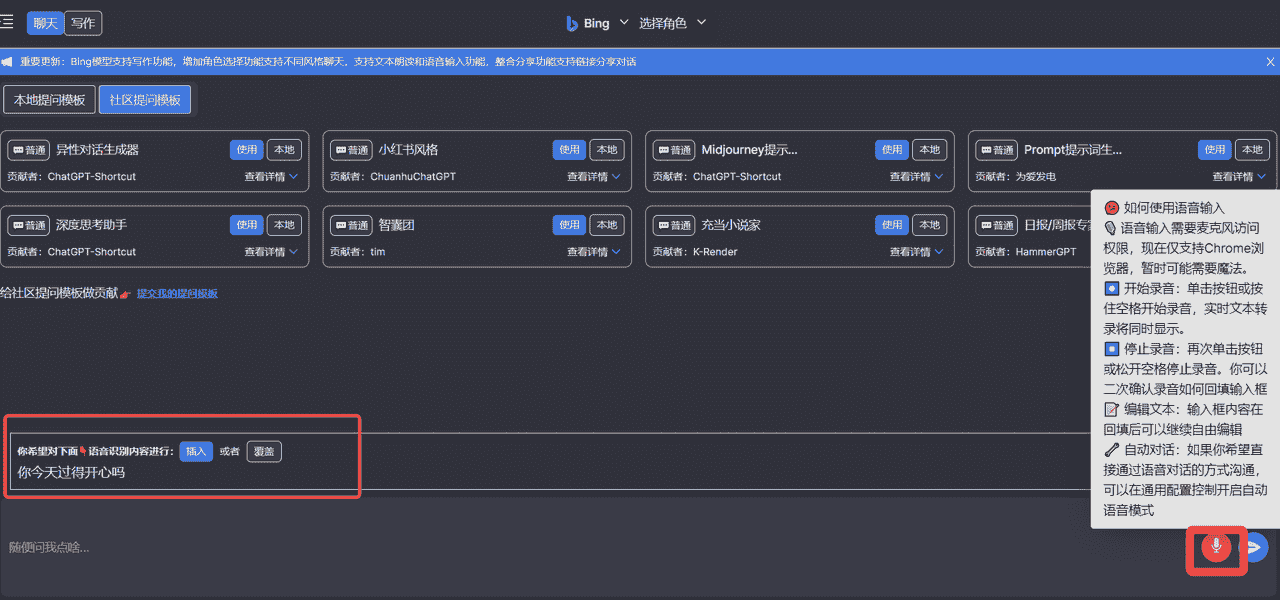 聊天 写作 Bing 选择角色
重要更新：Bing模型支持写作功能，增加角色选择功能支持不同风格聊天，支持文本朗读和语音输入功能，整合分享功能支持链接分享对话 X
本地提问模板 社区提问模板
普通 异性对话生成器 使用 本地
贡献者：ChatGPT-Shortcut 查看详情
普通 小红书风格 使用 本地
贡献者：ChuanhuChatGPT 查看详情
普通 Midjourney提示... 使用 本地
贡献者：ChatGPT-Shortcut 查看详情
普通 Prompt提示词生... 使用 本地
贡献者：为爱发电 查看详情
普通 深度思考助手 使用 本地
贡献者：ChatGPT-Shortcut 查看详情
普通 智囊团 使用 本地
贡献者：tim 查看详情
普通 充当小说家 使用 本地
贡献者：K-Render 查看详情
普通 日报/周报专
贡献者：HammerGPT
给社区提问模板做贡献 提交我的提问模板
如何使用语音输入
语音输入需要麦克风访问
权限，现在仅支持Chrome浏
览器，暂时可能需要魔法。
开始录音：单击按钮或按
住空格开始录音，实时文本转
录将同时显示。
停止录音：再次单击按钮
或松开空格停止录音。你可以
二次确认录音如何回填输入框
编辑文本：输入框内容在
回填后可以继续自由编辑
自动对话：如果你希望直
接通过语音对话的方式沟通，
可以在通用配置控制开启自动
语音模式
你希望对下面语音识别内容进行： 插入 或者 覆盖
你今天过得开心吗
随便问我点啥...